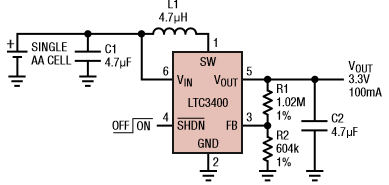 L1
4.7μH
+
SINGLE
AA CELL
C1
4.7μF
1
SW
6
VIN
VOUT
5
LTC3400
OFF ON
4
SHDN
FB
3
GND
2
R1
1.02M
1%
R2
604k
1%
C2
4.7μF
VOUT
3.3V
100mA